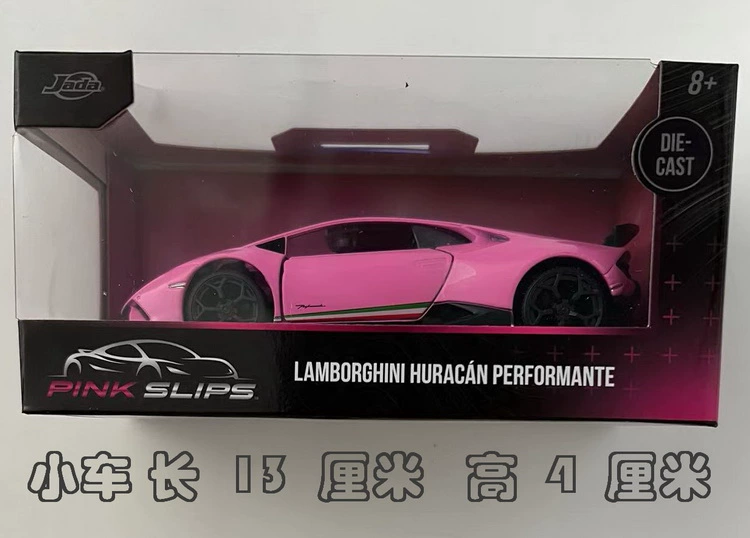 Jada
8+
DIE-
CAST
Performante
PINK SLIPS
LAMBORGHINI HURACÁN PERFORMANTE
小车长 13 厘米 高 4 厘米